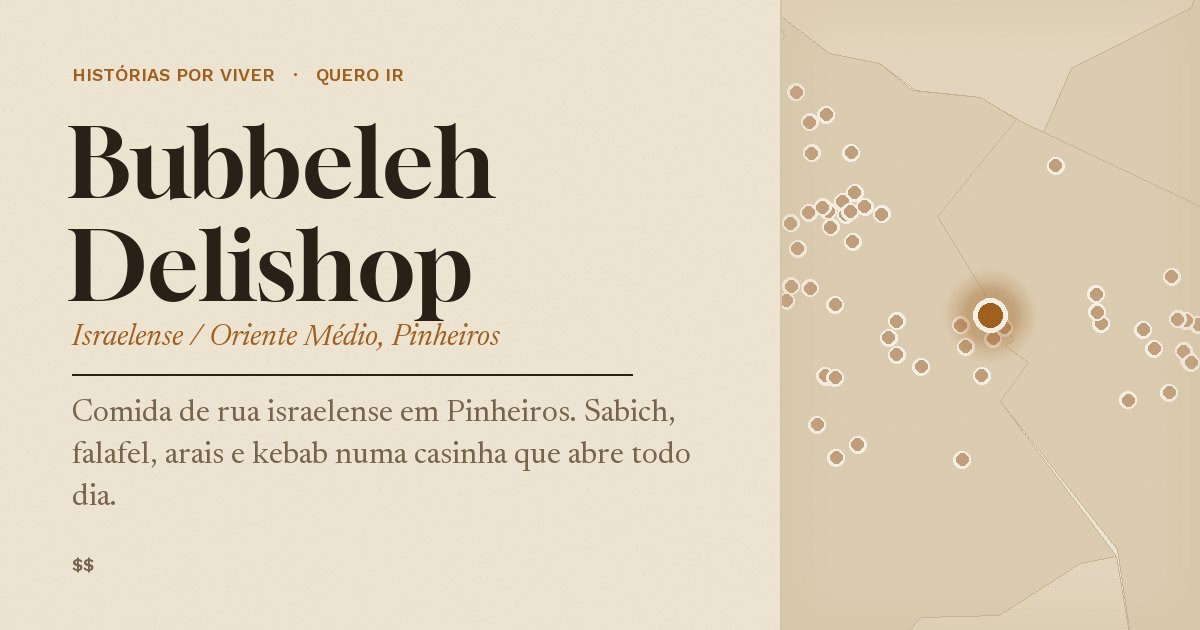 HISTÓRIAS POR VIVER · QUERO IR
Bubbeleh
Delishop
Israelense / Oriente Médio, Pinheiros
Comida de rua israelense em Pinheiros. Sabich,
falafel, arais e kebab numa casinha que abre todo
dia.
$$